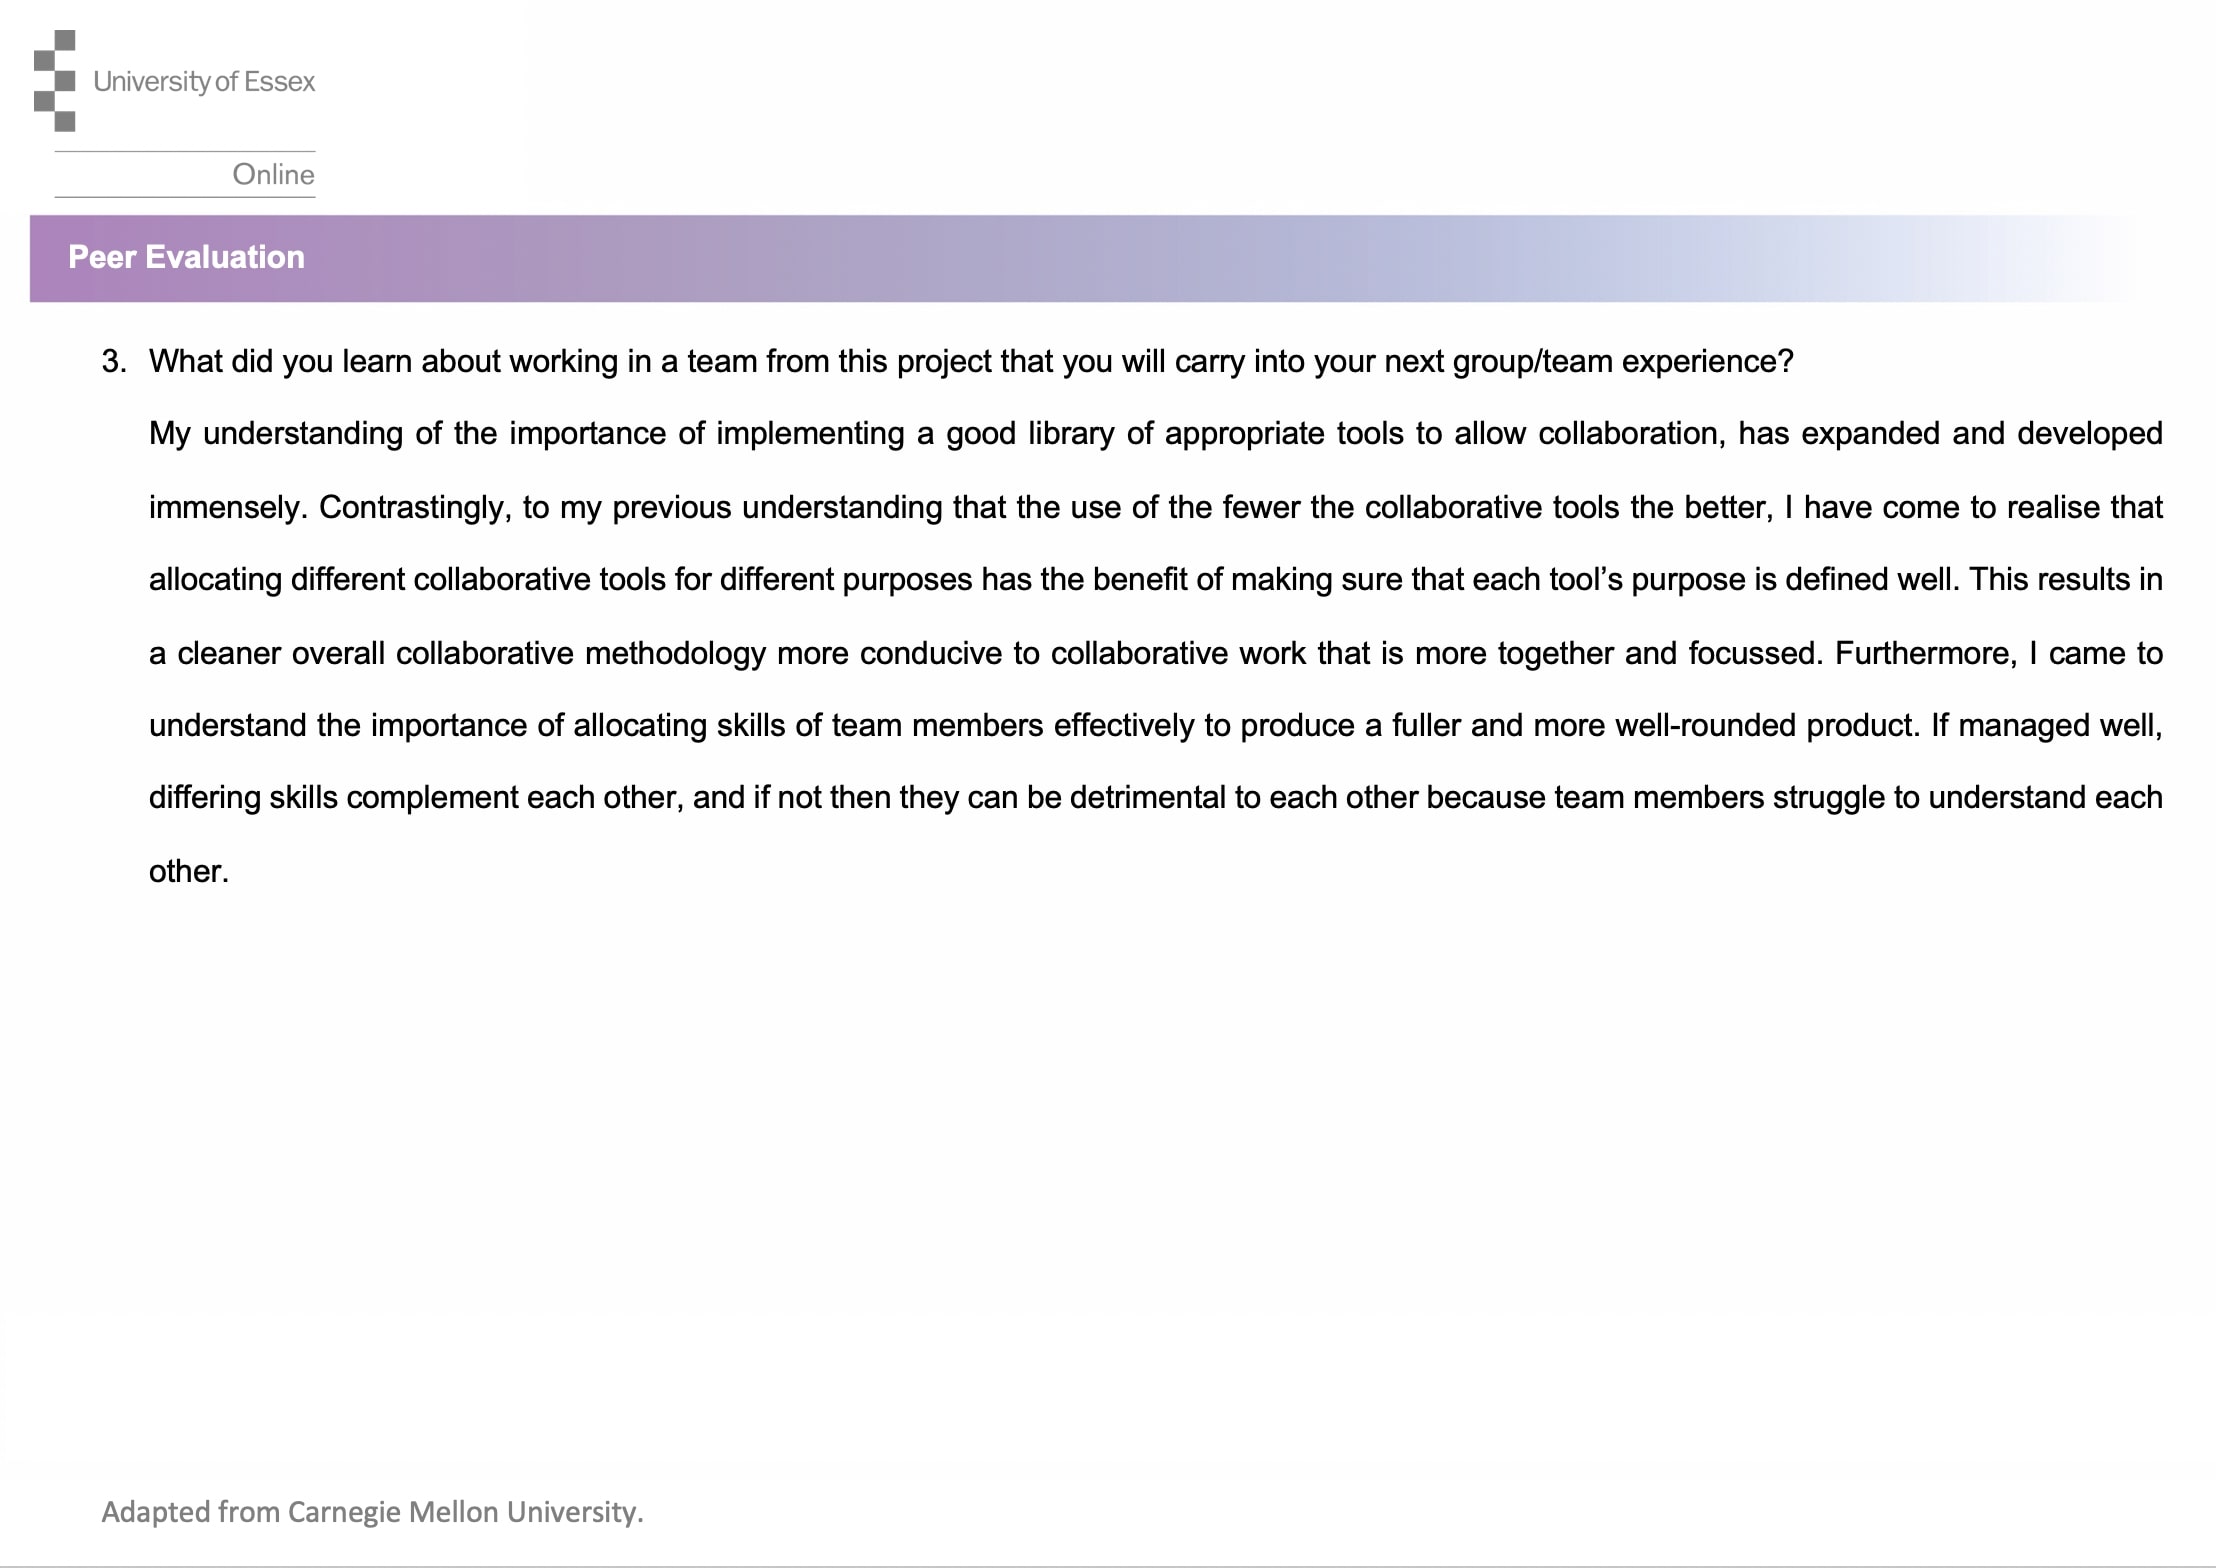 University of Essex
Online
Peer Evaluation
3. What did you learn about working in a team from this project that you will carry into your next group/team experience?
My understanding of the importance of implementing a good library of appropriate tools to allow collaboration, has expanded and developed
immensely. Contrastingly, to my previous understanding that the use of the fewer the collaborative tools the better, I have come to realise that
allocating different collaborative tools for different purposes has the benefit of making sure that each tool’s purpose is defined well. This results in
a cleaner overall collaborative methodology more conducive to collaborative work that is more together and focussed. Furthermore, I came to
understand the importance of allocating skills of team members effectively to produce a fuller and more well-rounded product. If managed well,
differing skills complement each other, and if not then they can be detrimental to each other because team members struggle to understand each
other.
Adapted from Carnegie Mellon University.